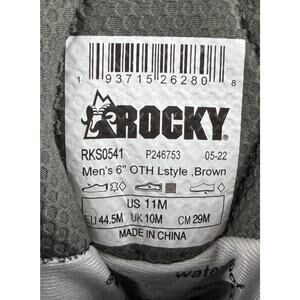 1 93715 26280 8
ROCKY®
RKS0541 P246753 05-22
Men's 6" OTH Lstyle ,Brown
US 11M
EU 44.5M UK 10M CM 29M
MADE IN CHINA